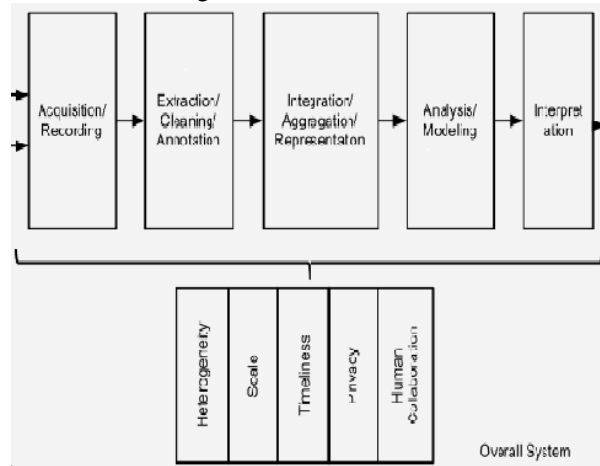 Acquisition/
Recording
Extraction/
Cleaning/
Annotation
Integration/
Aggregation/
Representation
Analysis/
Modeling
Interpret
ation
Heterogeneity
Scale
Timeliness
Privacy
Human
Collaboration
Overall System